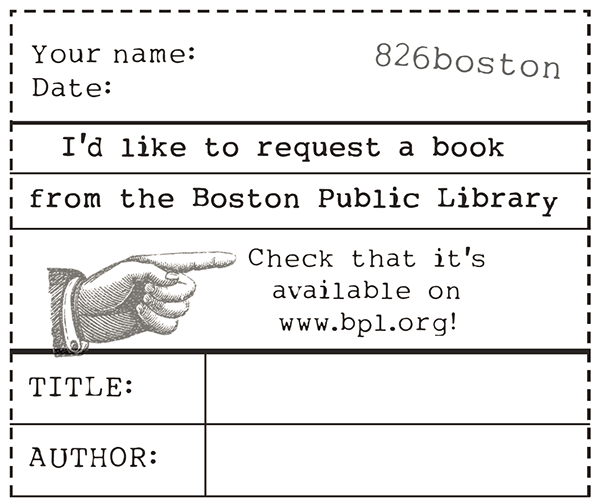 Your name:
826boston
Date:
I'd like to request a book
from the Boston Public Library
Check that it's
available on
www.bpl.org!
TITLE:
AUTHOR: